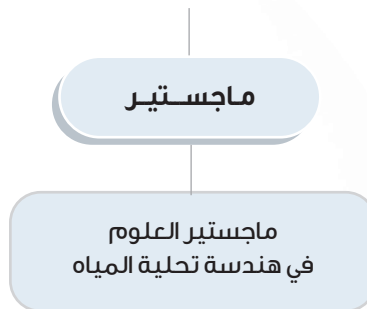 ماجستير
ماجستير العلوم
في هندسة تحلية المياه